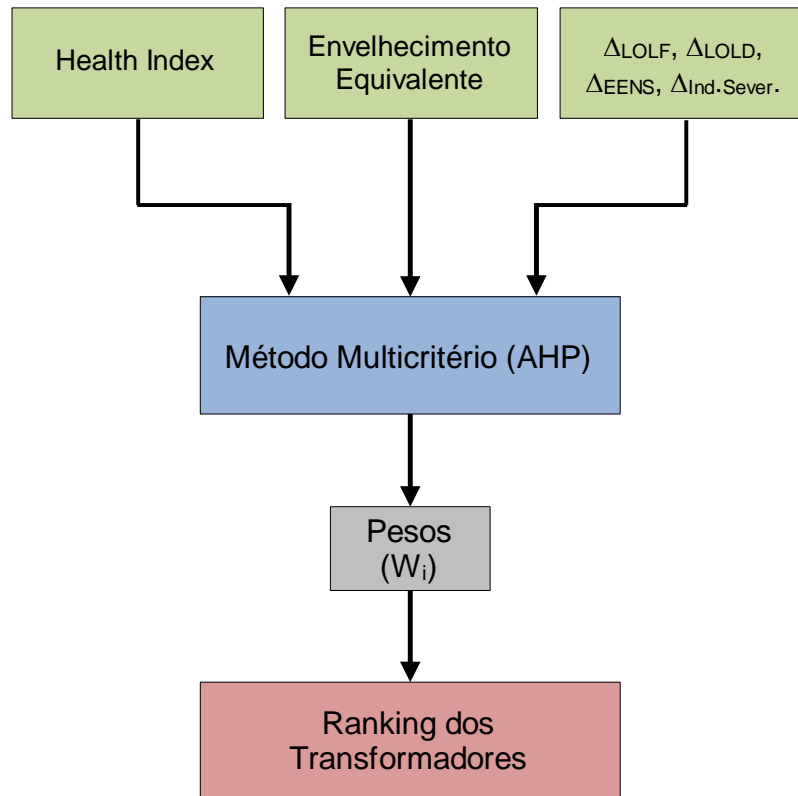 Health Index
Envelhecimento
Equivalente
ΔLOLF, ΔLOLD,
ΔEENS, ΔInd.Sever.
Método Multicritério (AHP)
Pesos
(Wi)
Ranking dos
Transformadores